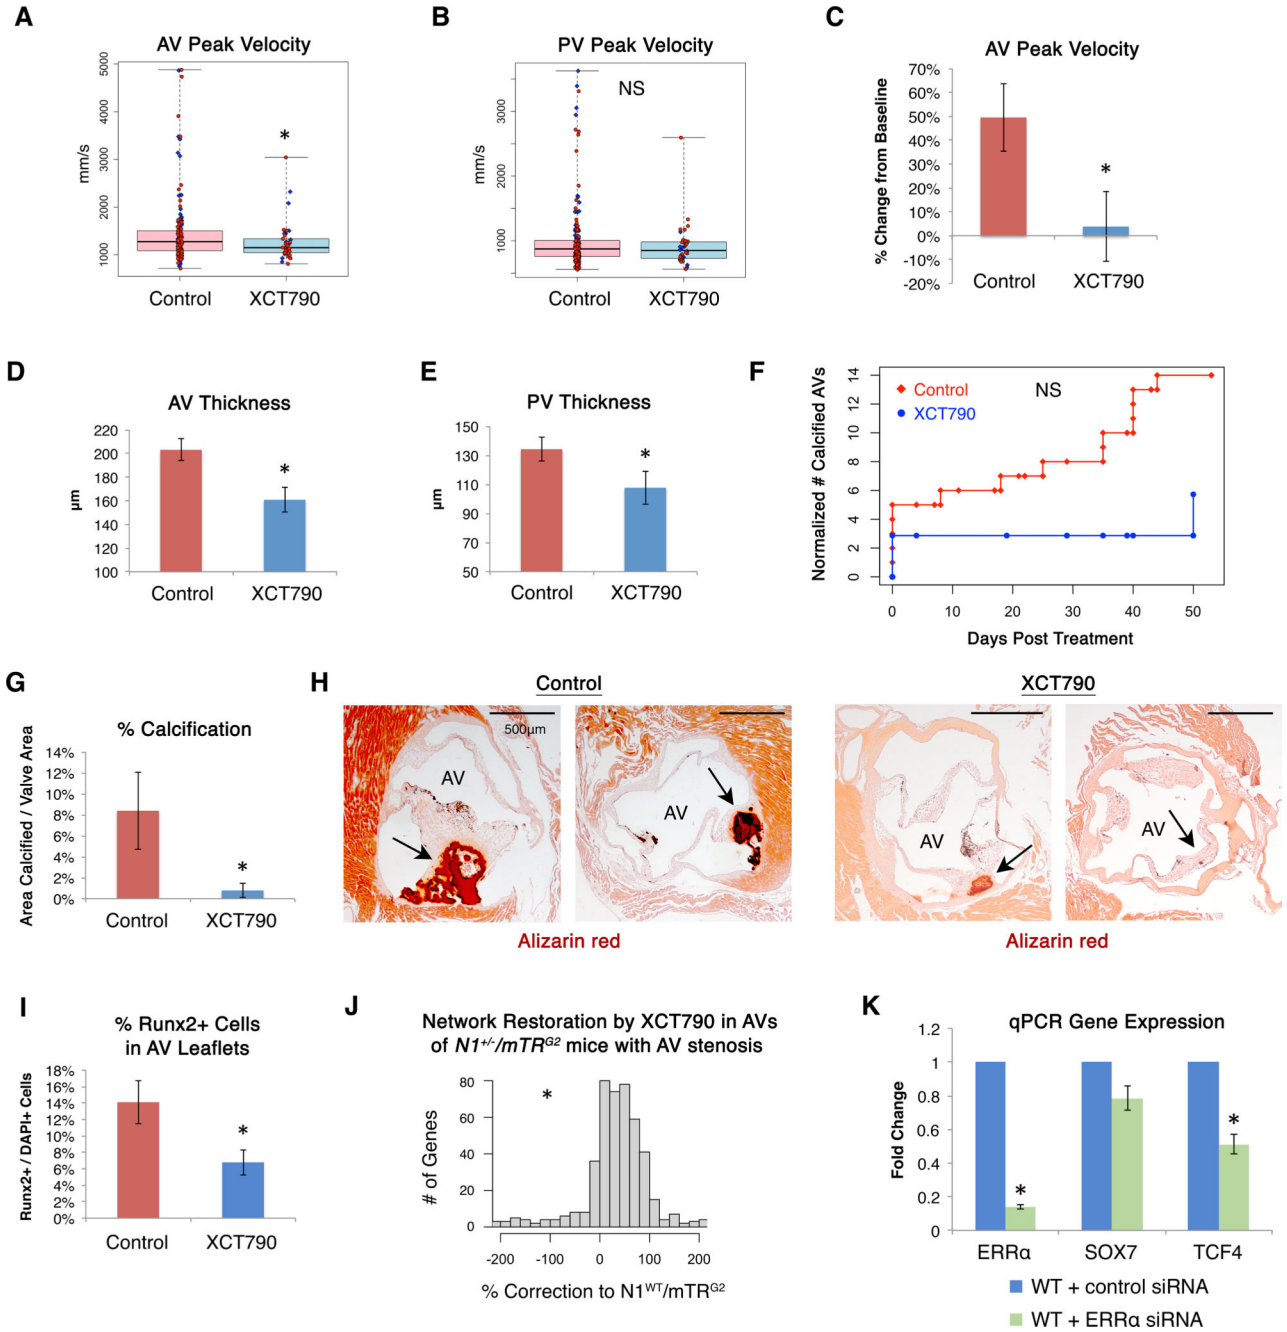 A
AV Peak Velocity
mm/s
5000
4000
3000
2000
1000
*
Control
XCT790
B
PV Peak Velocity
mm/s
3000
2000
1000
NS
Control
XCT790
C
AV Peak Velocity
% Change from Baseline
70%
60%
50%
40%
30%
20%
10%
0%
-10%
-20%
*
Control
XCT790
D
AV Thickness
µm
220
200
180
160
140
120
100
*
Control
XCT790
E
PV Thickness
µm
150
130
110
90
70
50
*
Control
XCT790
F
Normalized # Calcified AVs
14
12
10
8
6
4
2
0
Control
XCT790
NS
0 10 20 30 40 50
Days Post Treatment
G
% Calcification
Area Calcified / Valve Area
14%
12%
10%
8%
6%
4%
2%
0%
*
Control
XCT790
H
Control
XCT790
500µm
AV
AV
AV
AV
Alizarin red
Alizarin red
I
% Runx2+ Cells
in AV Leaflets
Runx2+ / DAPI+ Cells
18%
16%
14%
12%
10%
8%
6%
4%
2%
0%
*
Control
XCT790
J
Network Restoration by XCT790 in AVs
of N1+/-/mTRG2 mice with AV stenosis
# of Genes
80
60
40
20
0
*
-200 -100 0 100 200
% Correction to N1WT/mTRG2
K
qPCR Gene Expression
Fold Change
1.2
1
0.8
0.6
0.4
0.2
0
*
*
ERRα
SOX7
TCF4
WT + control siRNA
WT + ERRα siRNA